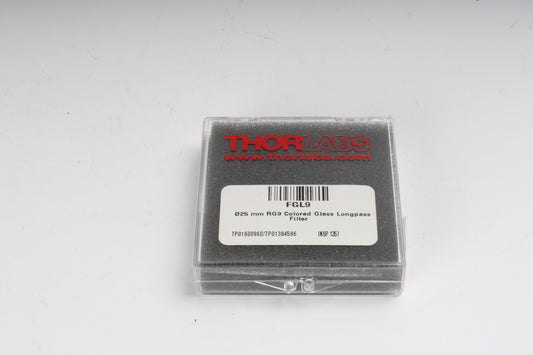 THORLABS
www.thorlabs.com
FGL9
Ø25 mm RG9 Colored Glass Longpass
Filter
TP01600960/TP01384596 INSP 1357